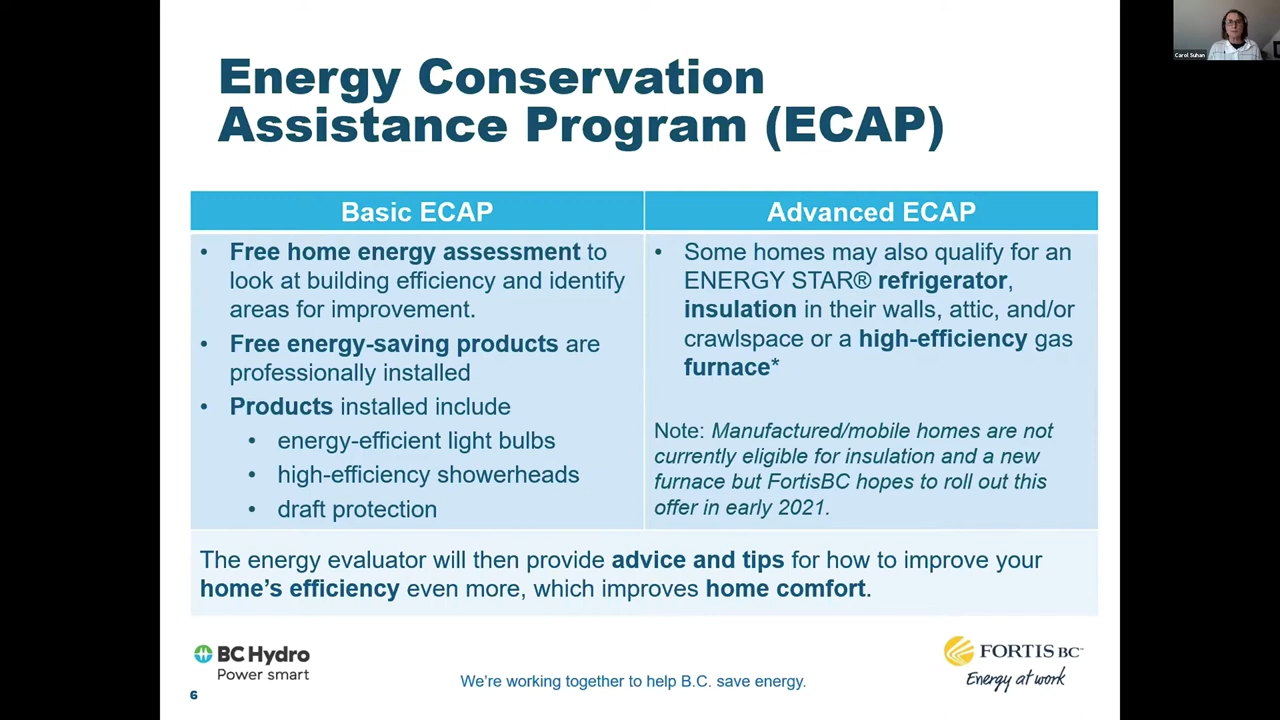 Energy Conservation
Assistance Program (ECAP)
Carol Suhan
Basic ECAP
Advanced ECAP
• Free home energy assessment to
look at building efficiency and identify
areas for improvement.
• Free energy-saving products are
professionally installed
• Products installed include
• energy-efficient light bulbs
• high-efficiency showerheads
• draft protection
• Some homes may also qualify for an
ENERGY STAR® refrigerator,
insulation in their walls, attic, and/or
crawlspace or a high-efficiency gas
furnace*
Note: Manufactured/mobile homes are not
currently eligible for insulation and a new
furnace but FortisBC hopes to roll out this
offer in early 2021.
The energy evaluator will then provide advice and tips for how to improve your
home's efficiency even more, which improves home comfort.
BC Hydro
Power smart
6
We're working together to help B.C. save energy.
FORTIS BC™
Energy at work